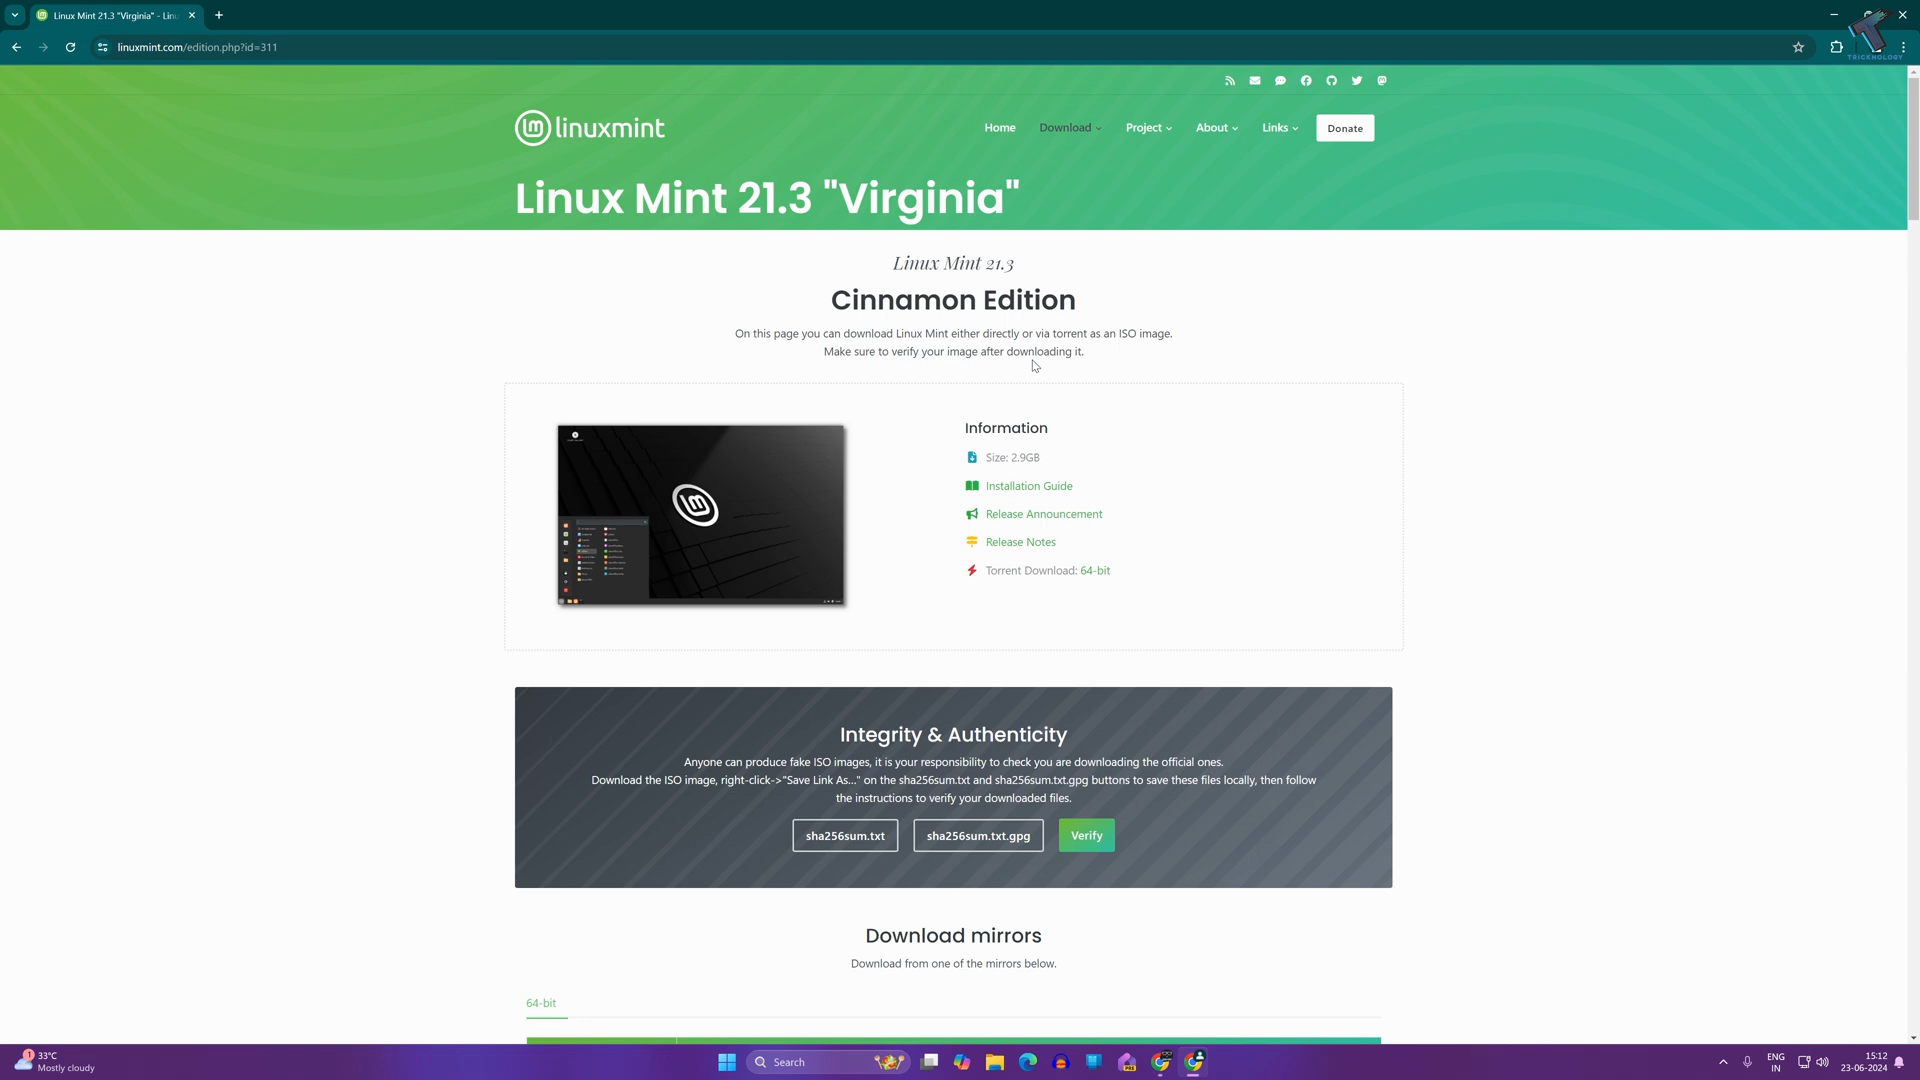 Linux Mint 21.3 "Virginia" - Linu
linuxmint.com/edition.php?id=311
TRICKNOLOGY
linuxmint
Home
Download
Project
About
Links
Donate
Linux Mint 21.3 "Virginia"
Linux Mint 21.3
Cinnamon Edition
On this page you can download Linux Mint either directly or via torrent as an ISO image.
Make sure to verify your image after downloading it.
Information
Size: 2.9GB
Installation Guide
Release Announcement
Release Notes
Torrent Download: 64-bit
Integrity & Authenticity
Anyone can produce fake ISO images, it is your responsibility to check you are downloading the official ones.
Download the ISO image, right-click->"Save Link As..." on the sha256sum.txt and sha256sum.txt.gpg buttons to save these files locally, then follow
the instructions to verify your downloaded files.
sha256sum.txt
sha256sum.txt.gpg
Verify
Download mirrors
Download from one of the mirrors below.
64-bit
1
33°C
Mostly cloudy
Search
PRE
ENG
IN
15:12
23-06-2024